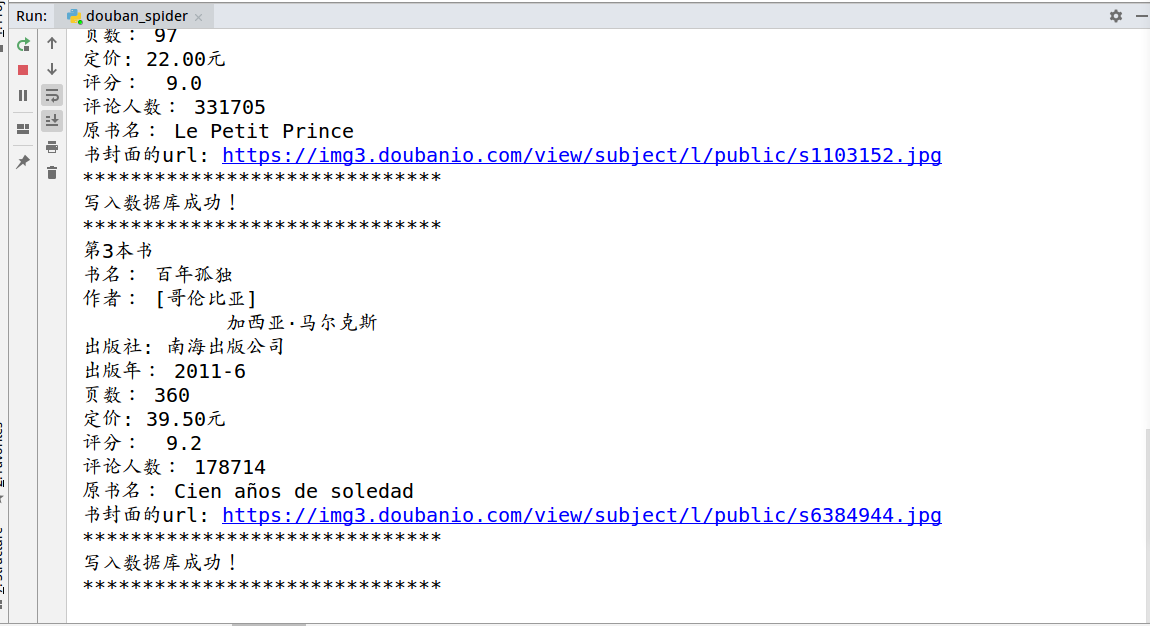 Run: douban_spider
页数： 97
定价: 22.00元
评分：  9.0
评论人数： 331705
原书名： Le Petit Prince
书封面的url: https://img3.doubanio.com/view/subject/l/public/s1103152.jpg
******************************
写入数据库成功！
******************************
第3本书
书名： 百年孤独
作者： [哥伦比亚]
加西亚·马尔克斯
出版社: 南海出版公司
出版年： 2011-6
页数： 360
定价: 39.50元
评分：  9.2
评论人数： 178714
原书名： Cien años de soledad
书封面的url: https://img3.doubanio.com/view/subject/l/public/s6384944.jpg
******************************
写入数据库成功！
******************************